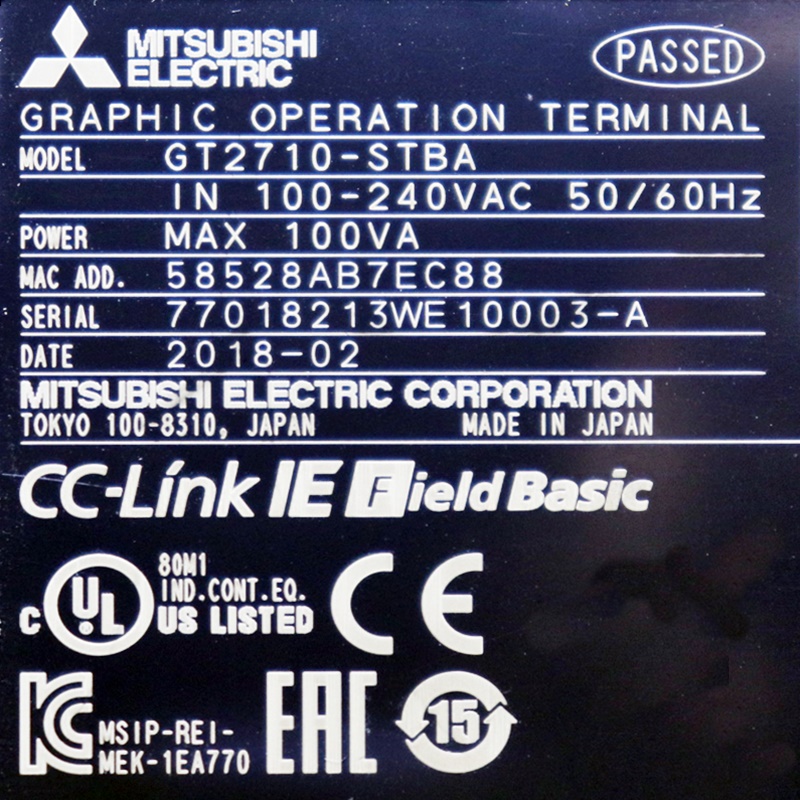 MITSUBISHI
ELECTRIC
PASSED
GRAPHIC OPERATION TERMINAL
MODEL GT2710-STBA
IN 100-240VAC 50/60Hz
POWER MAX 100VA
MAC ADD. 58528AB7EC88
SERIAL 77018213WE10003-A
DATE 2018-02
MITSUBISHI ELECTRIC CORPORATION
TOKYO 100-8310, JAPAN MADE IN JAPAN
CC-Link IE Field Basic
C UL
80M1
IND.CONT.EQ.
US LISTED
CE
KC
MSIP-REI-
MEK-1EA770
EAC
15